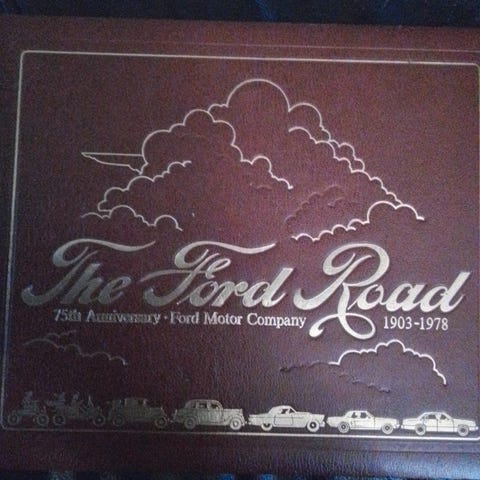 The Ford Road
75th Anniversary · Ford Motor Company 1903-1978